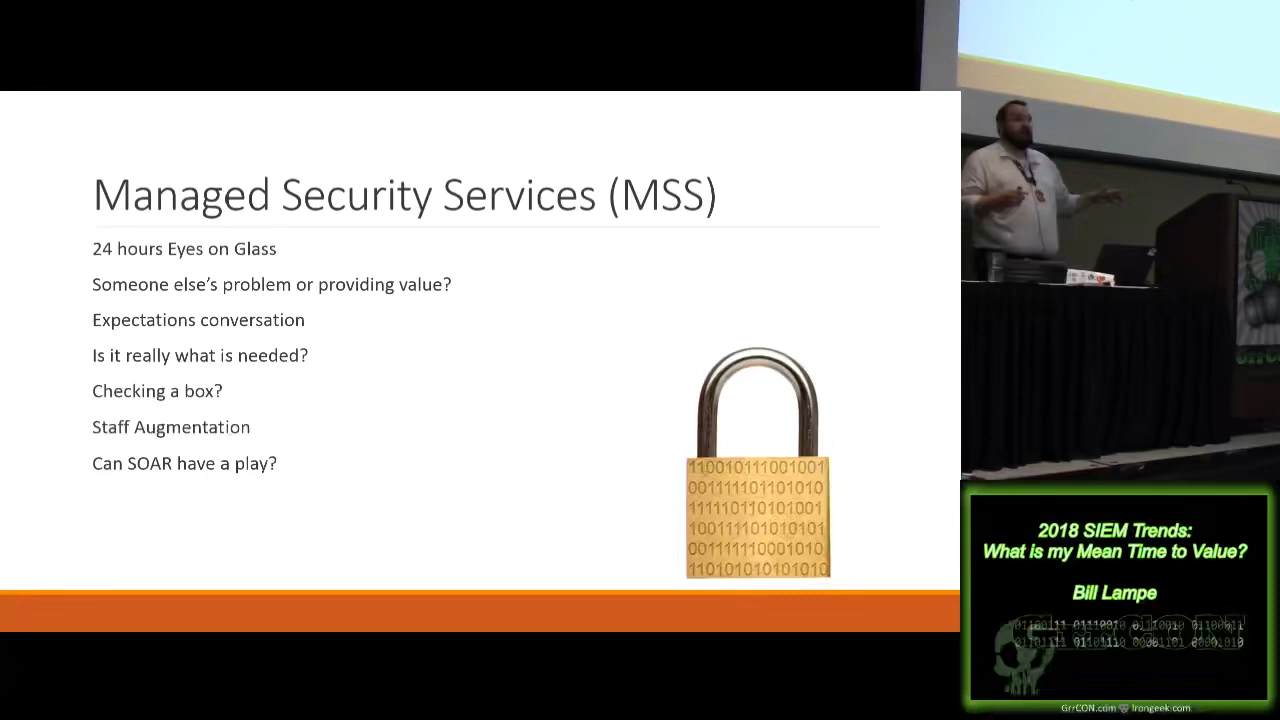 Managed Security Services (MSS)
24 hours Eyes on Glass
Someone else's problem or providing value?
Expectations conversation
Is it really what is needed?
Checking a box?
Staff Augmentation
Can SOAR have a play?
110010111001001
001111101101010
111110110101001
100111101010101
001111110001010
110101010101010
2018 SIEM Trends:
What is my Mean Time to Value?
Bill Lampe
GrrCON
GrrCON.com Irongeek.com